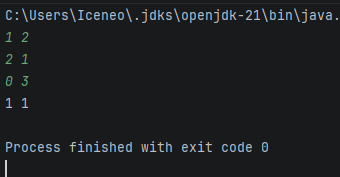 C:\Users\Iceneo\.jdks\openjdk-21\bin\java.
1 2
2 1
0 3
1 1
Process finished with exit code 0